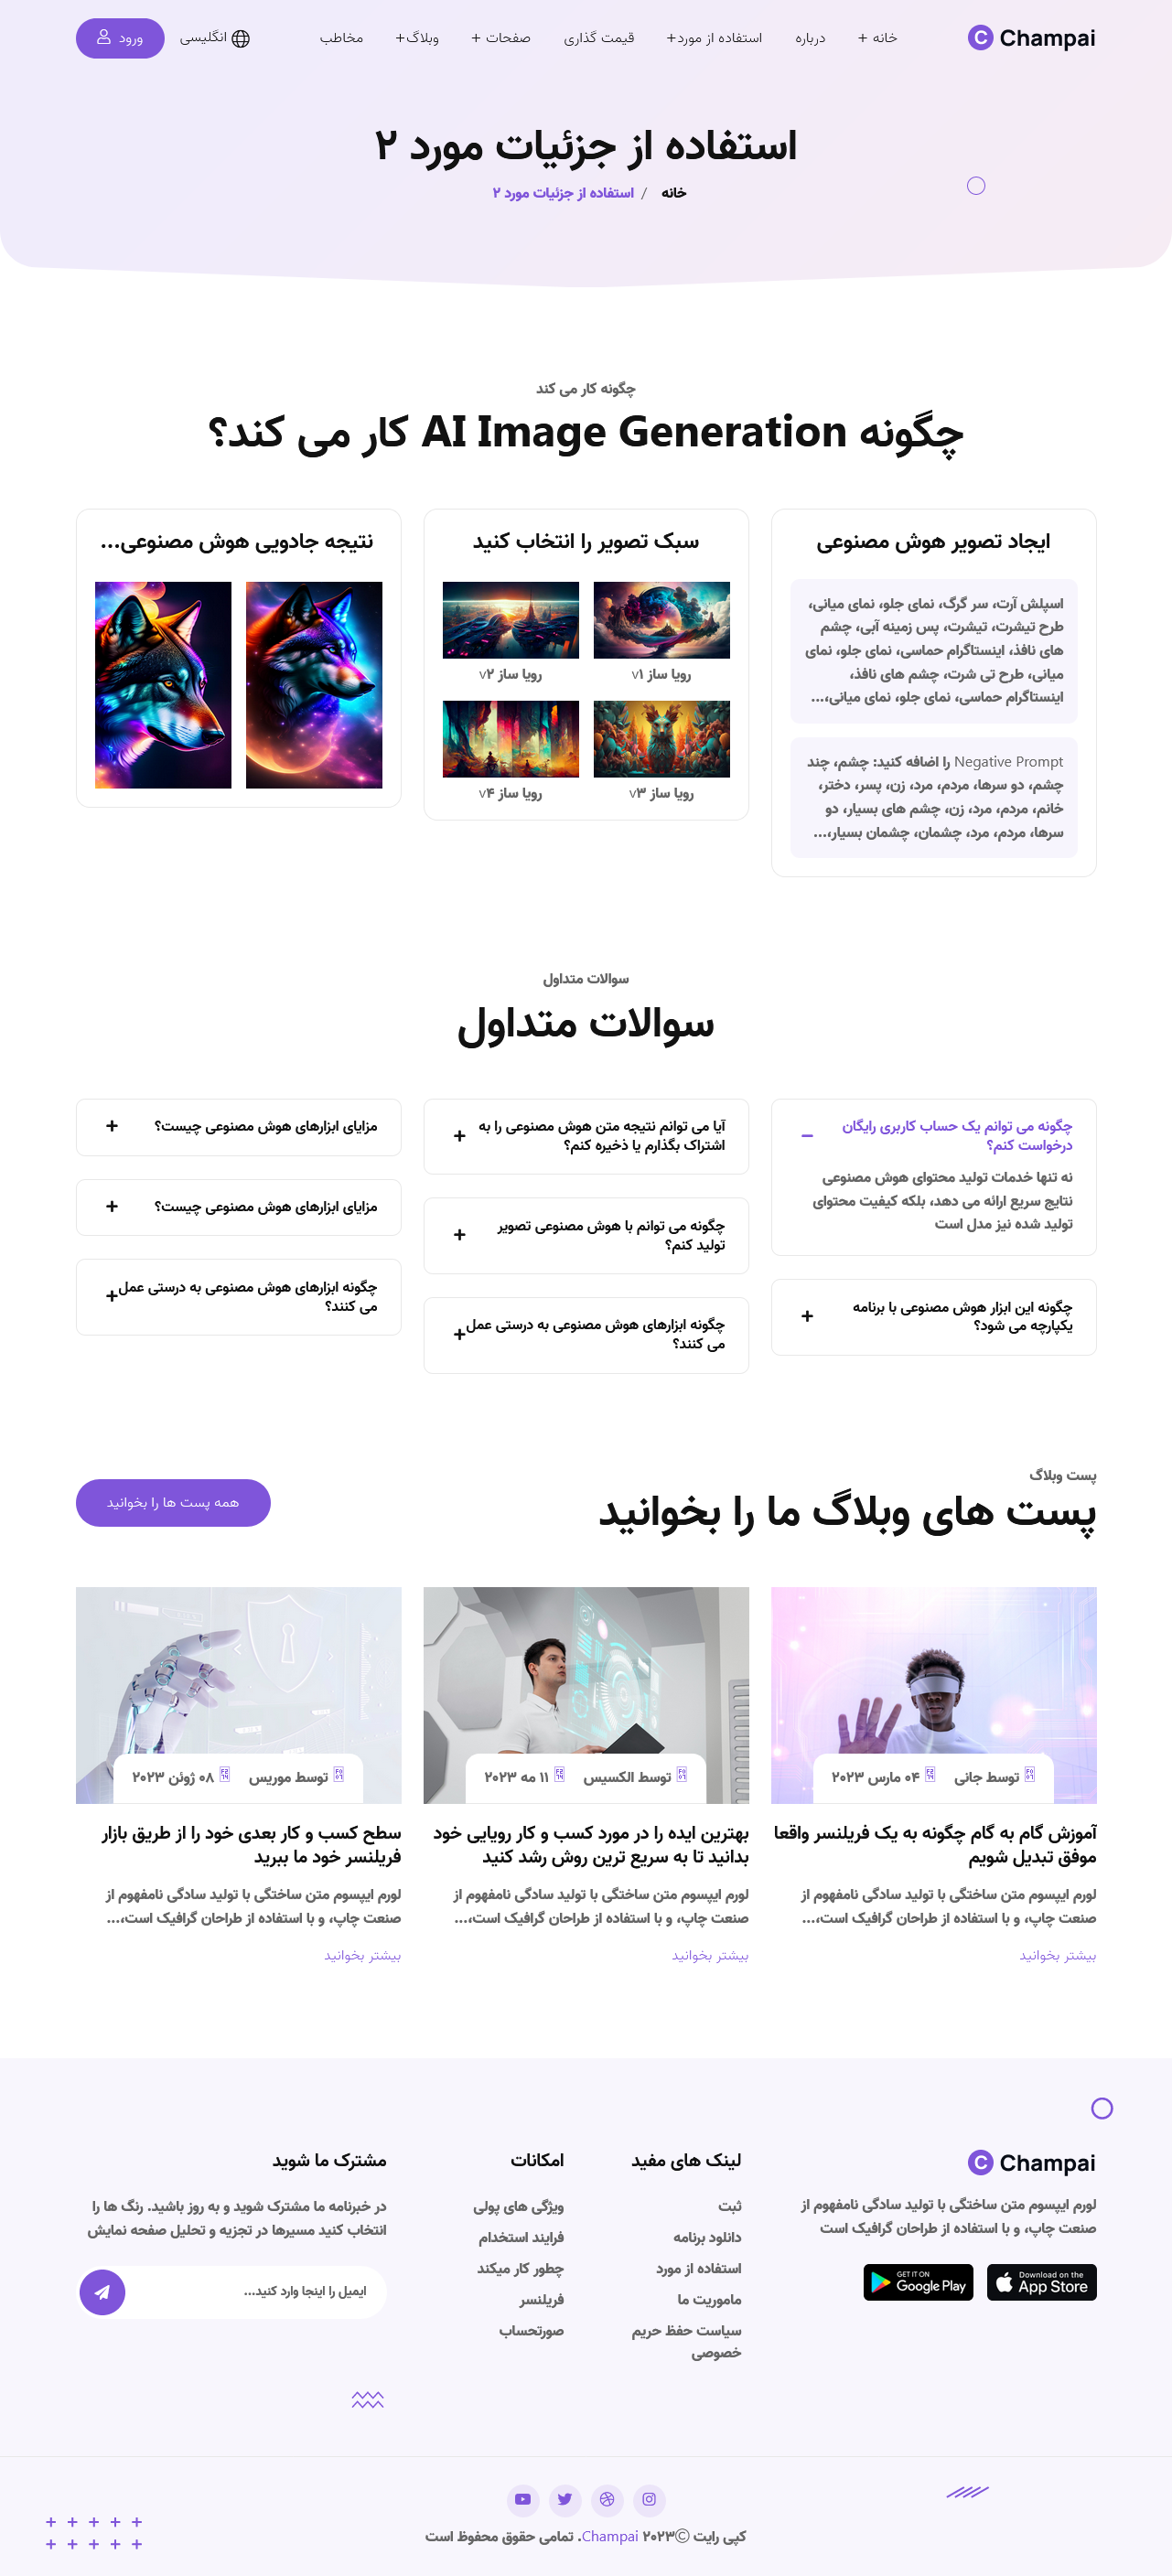 Champai
خانه +
درباره
استفاده از مورد+
قیمت گذاری
صفحات +
وبلاگ+
مخاطب
انگلیسی
ورود
استفاده از جزئیات مورد ۲
خانه / استفاده از جزئیات مورد ۲
چگونه کار می کند
چگونه AI Image Generation کار می کند؟
ایجاد تصویر هوش مصنوعی
اسپلش آرت، سر گرگ، نمای جلو، نمای میانی،
طرح تیشرت، تیشرت، پس زمینه آبی، چشم
های نافذ، اینستاگرام حماسی، نمای جلو، نمای
میانی، طرح تی شرت، چشم های نافذ،
اینستاگرام حماسی، نمای جلو، نمای میانی،...
Negative Prompt را اضافه کنید: چشم، چند
چشم، دو سرها، مردم، مرد، زن، پسر، دختر،
خانم، مردم، مرد، زن، چشم های بسیار، دو
سرها، مردم، مرد، چشمان، چشمان بسیار،...
سبک تصویر را انتخاب کنید
رویا ساز v۱
رویا ساز v۲
رویا ساز v۳
رویا ساز v۴
نتیجه جادویی هوش مصنوعی...
سوالات متداول
سوالات متداول
چگونه می توانم یک حساب کاربری رایگان
درخواست کنم؟
نه تنها خدمات تولید محتوای هوش مصنوعی
نتایج سریع ارائه می دهد، بلکه کیفیت محتوای
تولید شده نیز مدل است
چگونه این ابزار هوش مصنوعی با برنامه
یکپارچه می شود؟
آیا می توانم نتیجه متن هوش مصنوعی را به
اشتراک بگذارم یا ذخیره کنم؟
چگونه می توانم با هوش مصنوعی تصویر
تولید کنم؟
چگونه ابزارهای هوش مصنوعی به درستی عمل
می کنند؟
مزایای ابزارهای هوش مصنوعی چیست؟
مزایای ابزارهای هوش مصنوعی چیست؟
چگونه ابزارهای هوش مصنوعی به درستی عمل
می کنند؟
پست وبلاگ
پست های وبلاگ ما را بخوانید
همه پست ها را بخوانید
توسط جانی
۰۴ مارس ۲۰۲۳
آموزش گام به گام چگونه به یک فریلنسر واقعا
موفق تبدیل شویم
لورم ایپسوم متن ساختگی با تولید سادگی نامفهوم از
صنعت چاپ، و با استفاده از طراحان گرافیک است،...
بیشتر بخوانید
توسط الکسیس
۱۱ مه ۲۰۲۳
بهترین ایده را در مورد کسب و کار رویایی خود
بدانید تا به سریع ترین روش رشد کنید
لورم ایپسوم متن ساختگی با تولید سادگی نامفهوم از
صنعت چاپ، و با استفاده از طراحان گرافیک است،...
بیشتر بخوانید
توسط موریس
۰۸ ژوئن ۲۰۲۳
سطح کسب و کار بعدی خود را از طریق بازار
فریلنسر خود ما ببرید
لورم ایپسوم متن ساختگی با تولید سادگی نامفهوم از
صنعت چاپ، و با استفاده از طراحان گرافیک است،...
بیشتر بخوانید
Champai
لورم ایپسوم متن ساختگی با تولید سادگی نامفهوم از
صنعت چاپ، و با استفاده از طراحان گرافیک است
Download on the
App Store
GET IT ON
Google Play
لینک های مفید
ثبت
دانلود برنامه
استفاده از مورد
ماموریت ما
سیاست حفظ حریم
خصوصی
امکانات
ویژگی های پولی
فرایند استخدام
چطور کار میکند
فریلنسر
صورتحساب
مشترک ما شوید
در خبرنامه ما مشترک شوید و به روز باشید. رنگ ها را
انتخاب کنید مسیرها در تجزیه و تحلیل صفحه نمایش
ایمیل را اینجا وارد کنید...
کپی رایت ©۲۰۲۳ Champai. تمامی حقوق محفوظ است